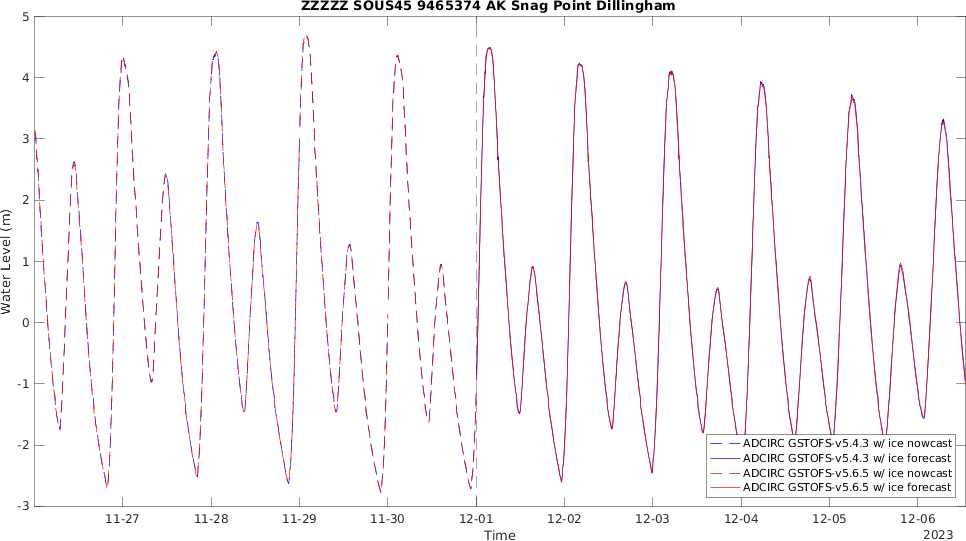 ZZZZZ SOUS45 9465374 AK Snag Point Dillingham
5
4
3
2
1
0
-1
-2
-3
Water Level (m)
ADCIRC GSTOFS-v5.4.3 w/ ice nowcast
ADCIRC GSTOFS-v5.4.3 w/ ice forecast
ADCIRC GSTOFS-v5.6.5 w/ ice nowcast
ADCIRC GSTOFS-v5.6.5 w/ ice forecast
11-27 11-28 11-29 11-30 12-01 12-02 12-03 12-04 12-05 12-06
Time
2023